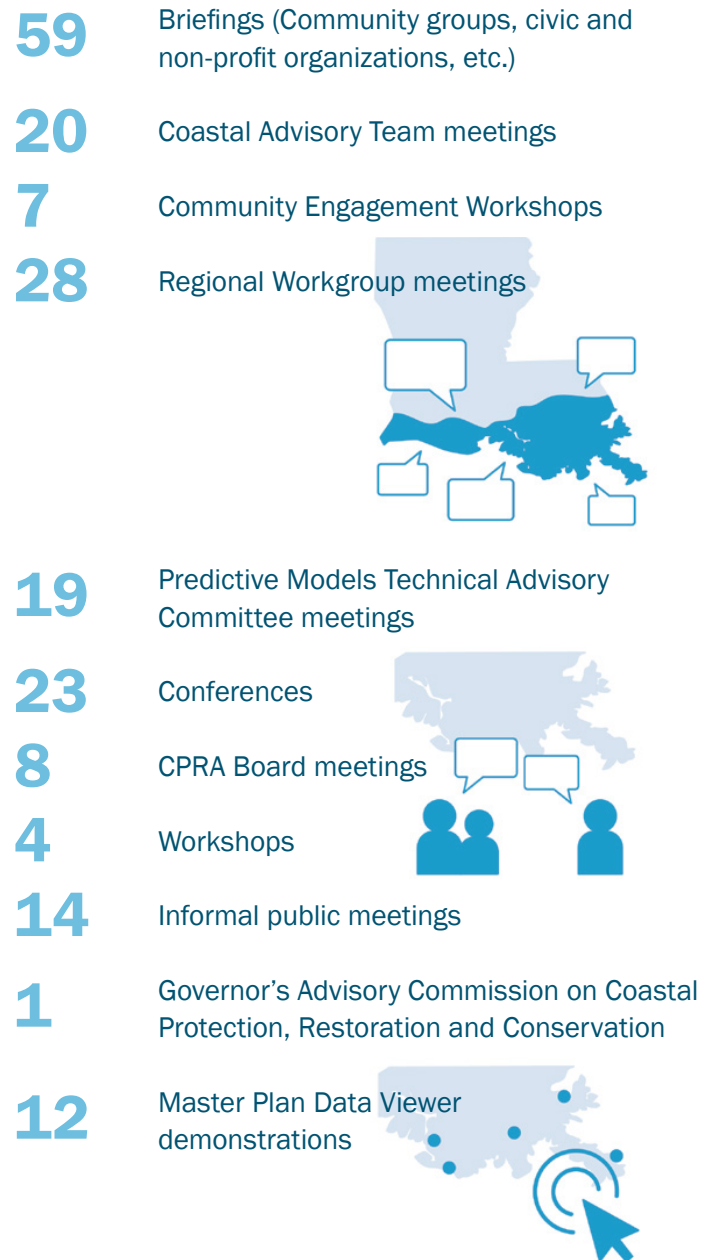 59 Briefings (Community groups, civic and
non-profit organizations, etc.)
20 Coastal Advisory Team meetings
7 Community Engagement Workshops
28 Regional Workgroup meetings
19 Predictive Models Technical Advisory
Committee meetings
23 Conferences
8 CPRA Board meetings
4 Workshops
14 Informal public meetings
1 Governor’s Advisory Commission on Coastal
Protection, Restoration and Conservation
12 Master Plan Data Viewer
demonstrations